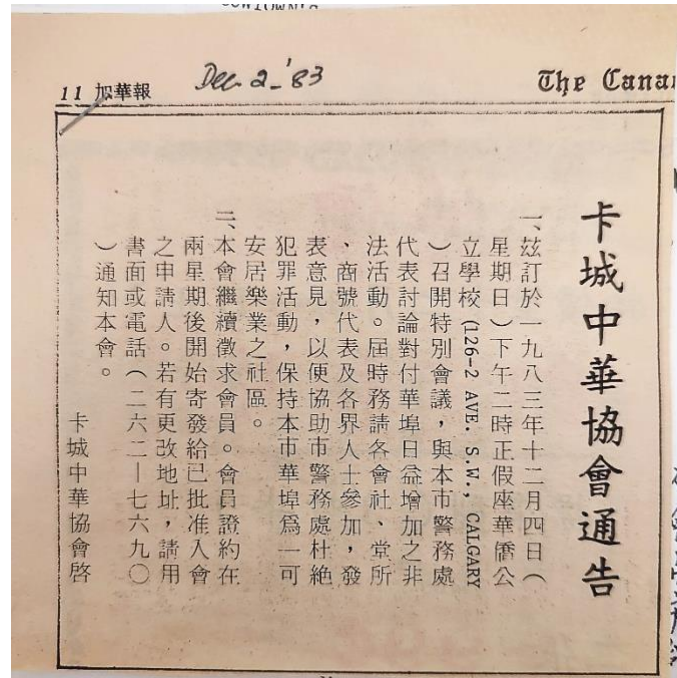 11 加華報
Dec. 2 - '83
The Cana
卡城中華協會通告
一、玆訂於一九八三年十二月四日（
星期日）下午二時正假座華僑公
立學校 (126-2 AVE., S.W., CALGARY
）召開特別會議，與本市警務處
代表討論對付華埠日益增加之非
法活動。屆時務請各會社、堂所
、商號代表及各界人士參加，發
表意見，以便協助市警務處杜絶
犯罪活動，保持本市華埠爲一可
安居樂業之社區。
二、本會繼續徵求會員。會員證約在
兩星期後開始寄發給已批准入會
之申請人。若有更改地址，請用
書面或電話（二六二—七六九〇
）通知本會。
卡城中華協會啓